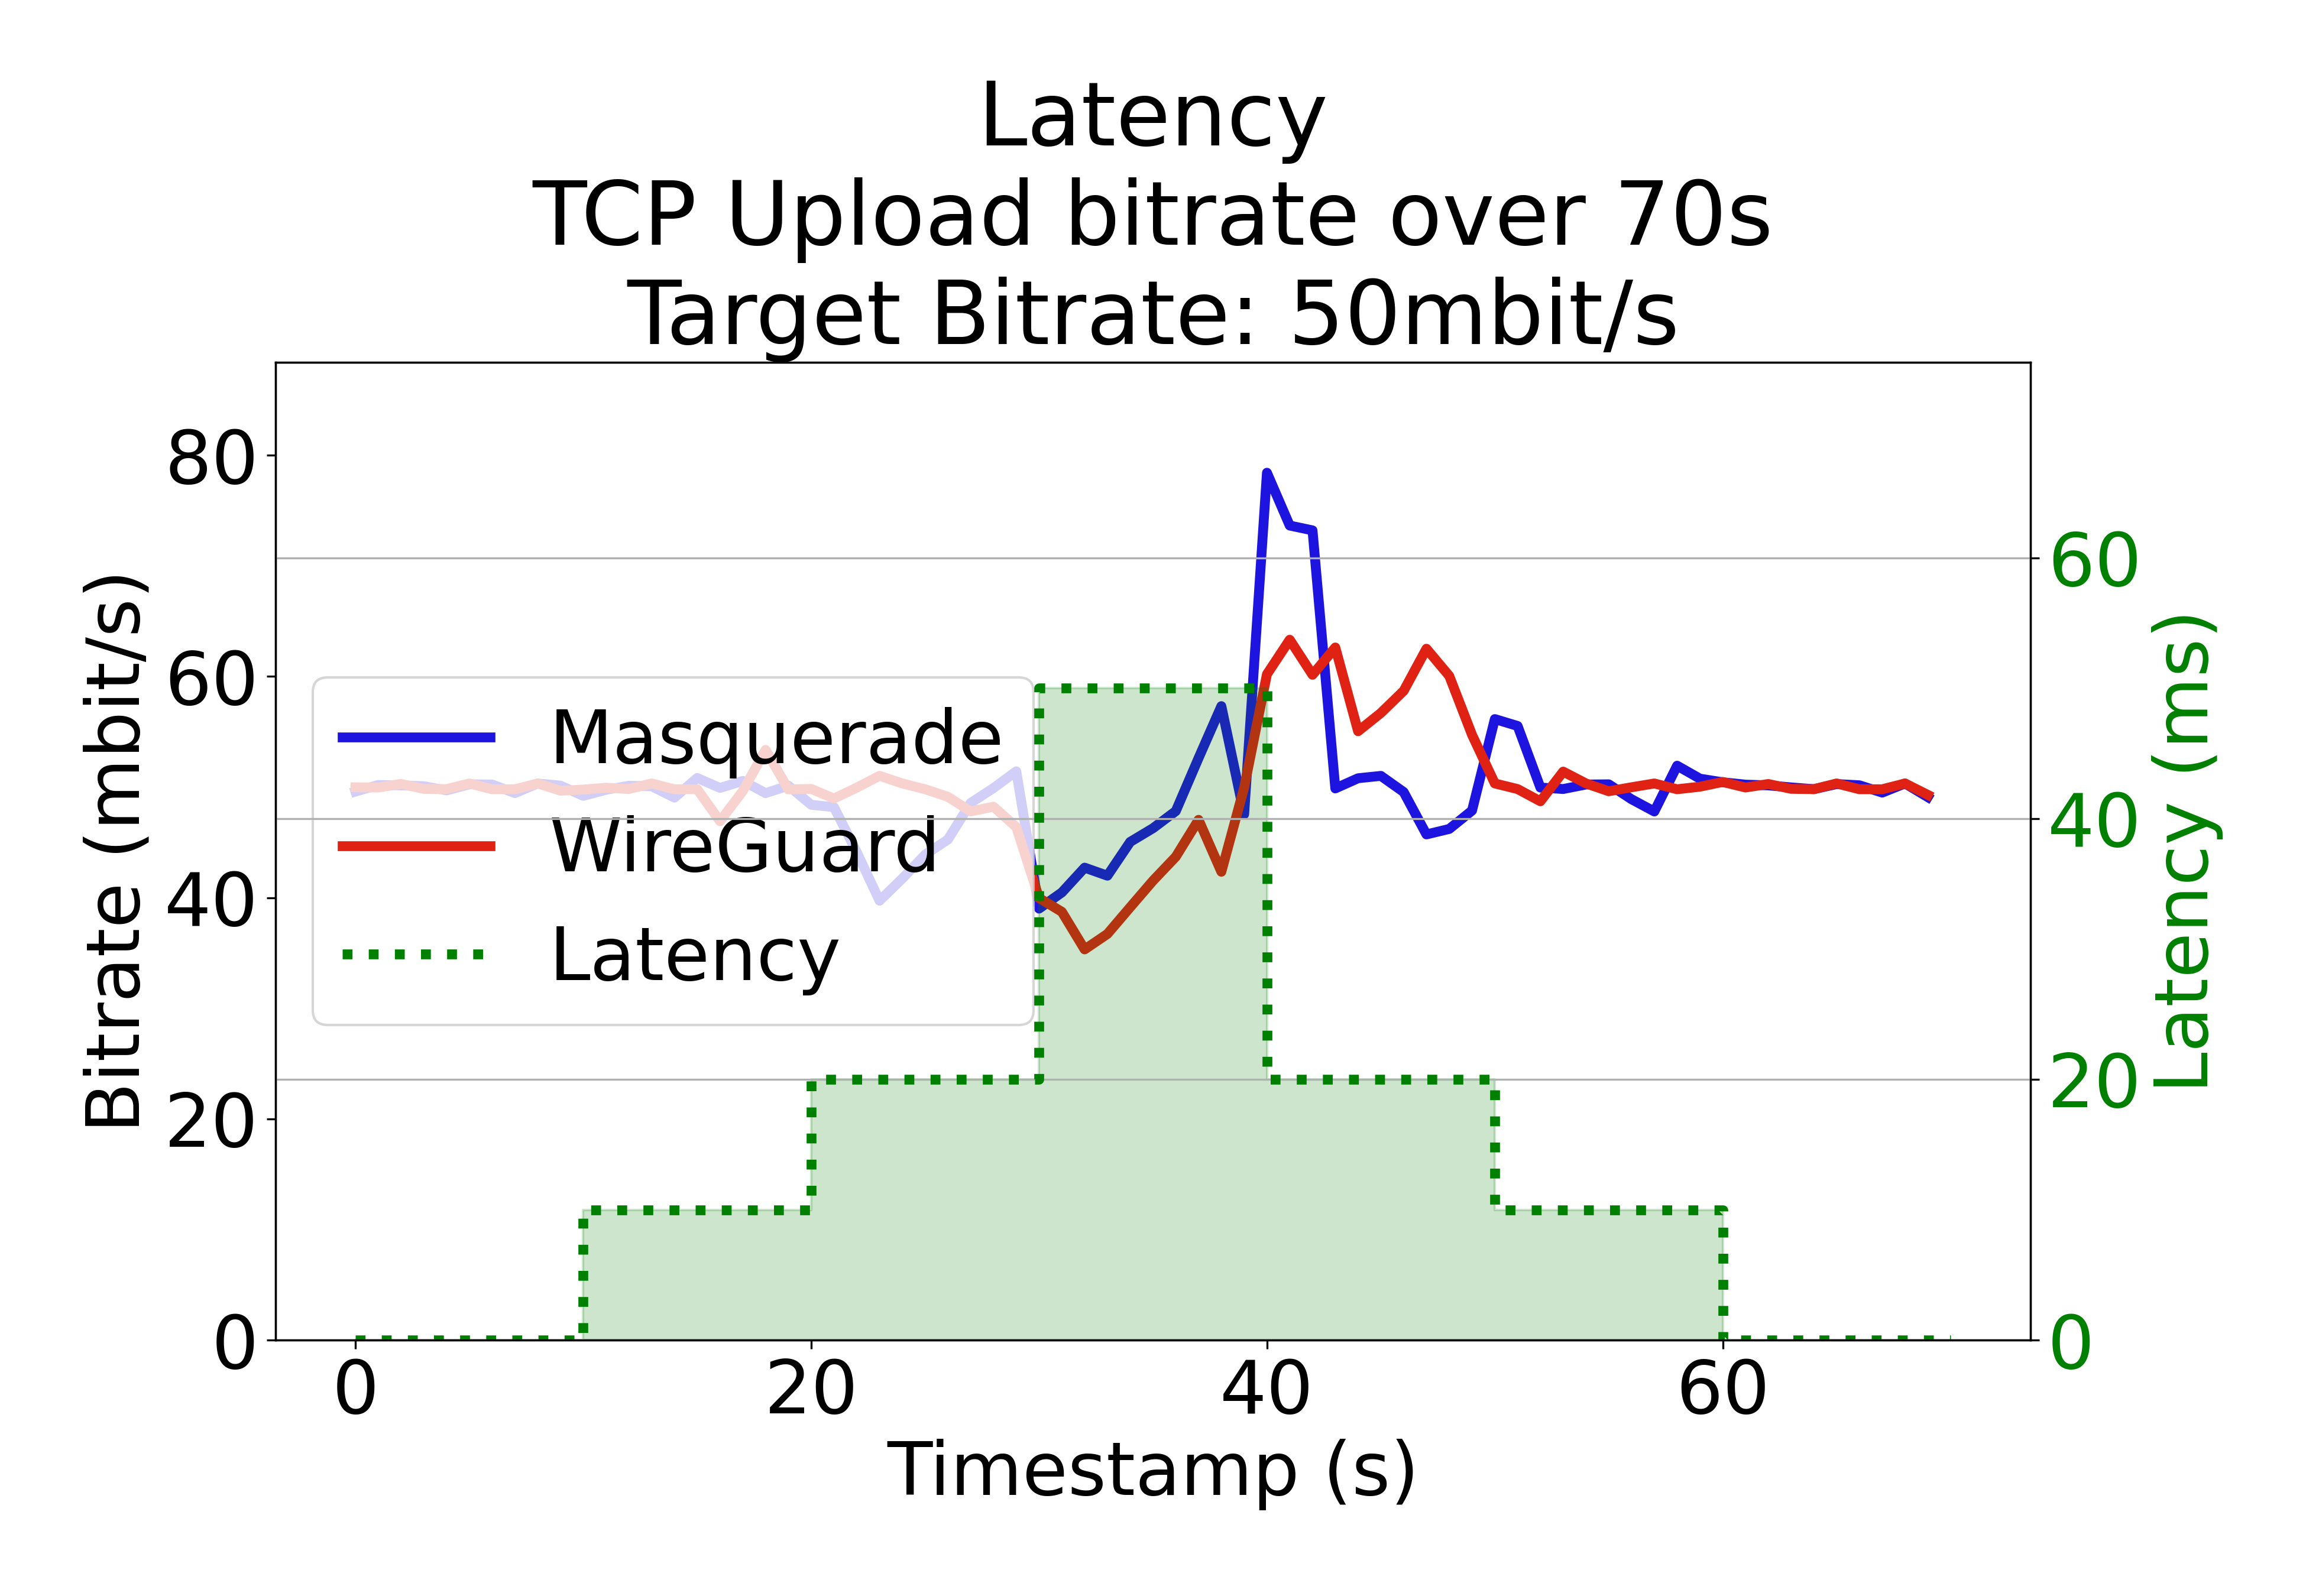 Latency
TCP Upload bitrate over 70s
Target Bitrate: 50mbit/s
Bitrate (mbit/s)
80
60
40
20
0
Masquerade
WireGuard
Latency
60
40
20
0
Latency (ms)
0 20 40 60
Timestamp (s)